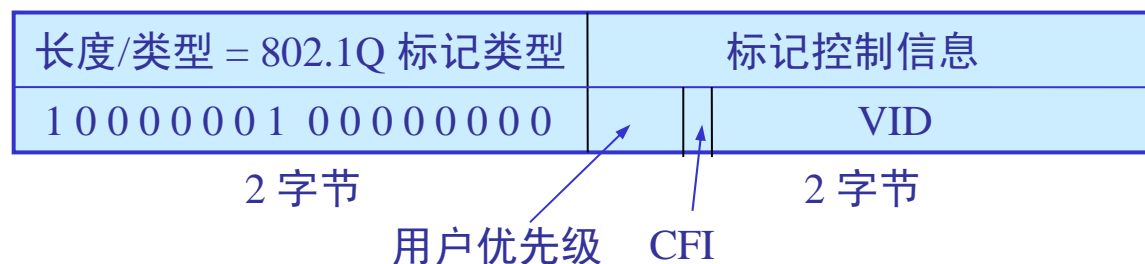 长度/类型 = 802.1Q 标记类型 标记控制信息
1 0 0 0 0 0 0 1 0 0 0 0 0 0 0 0 VID
2 字节 2 字节
用户优先级 CFI